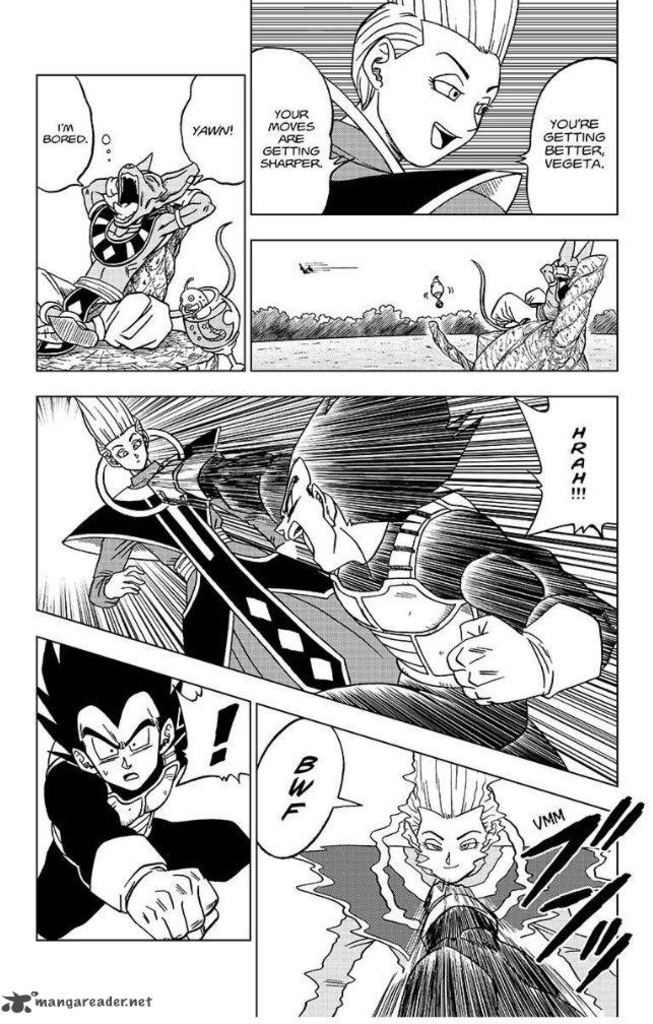 YOU'RE
GETTING
BETTER,
VEGETA.
YOUR
MOVES
ARE
GETTING
SHARPER.
YAWN!
I'M
BORED.
HRAH!!!
!
BWF
VMM
mangareader.net